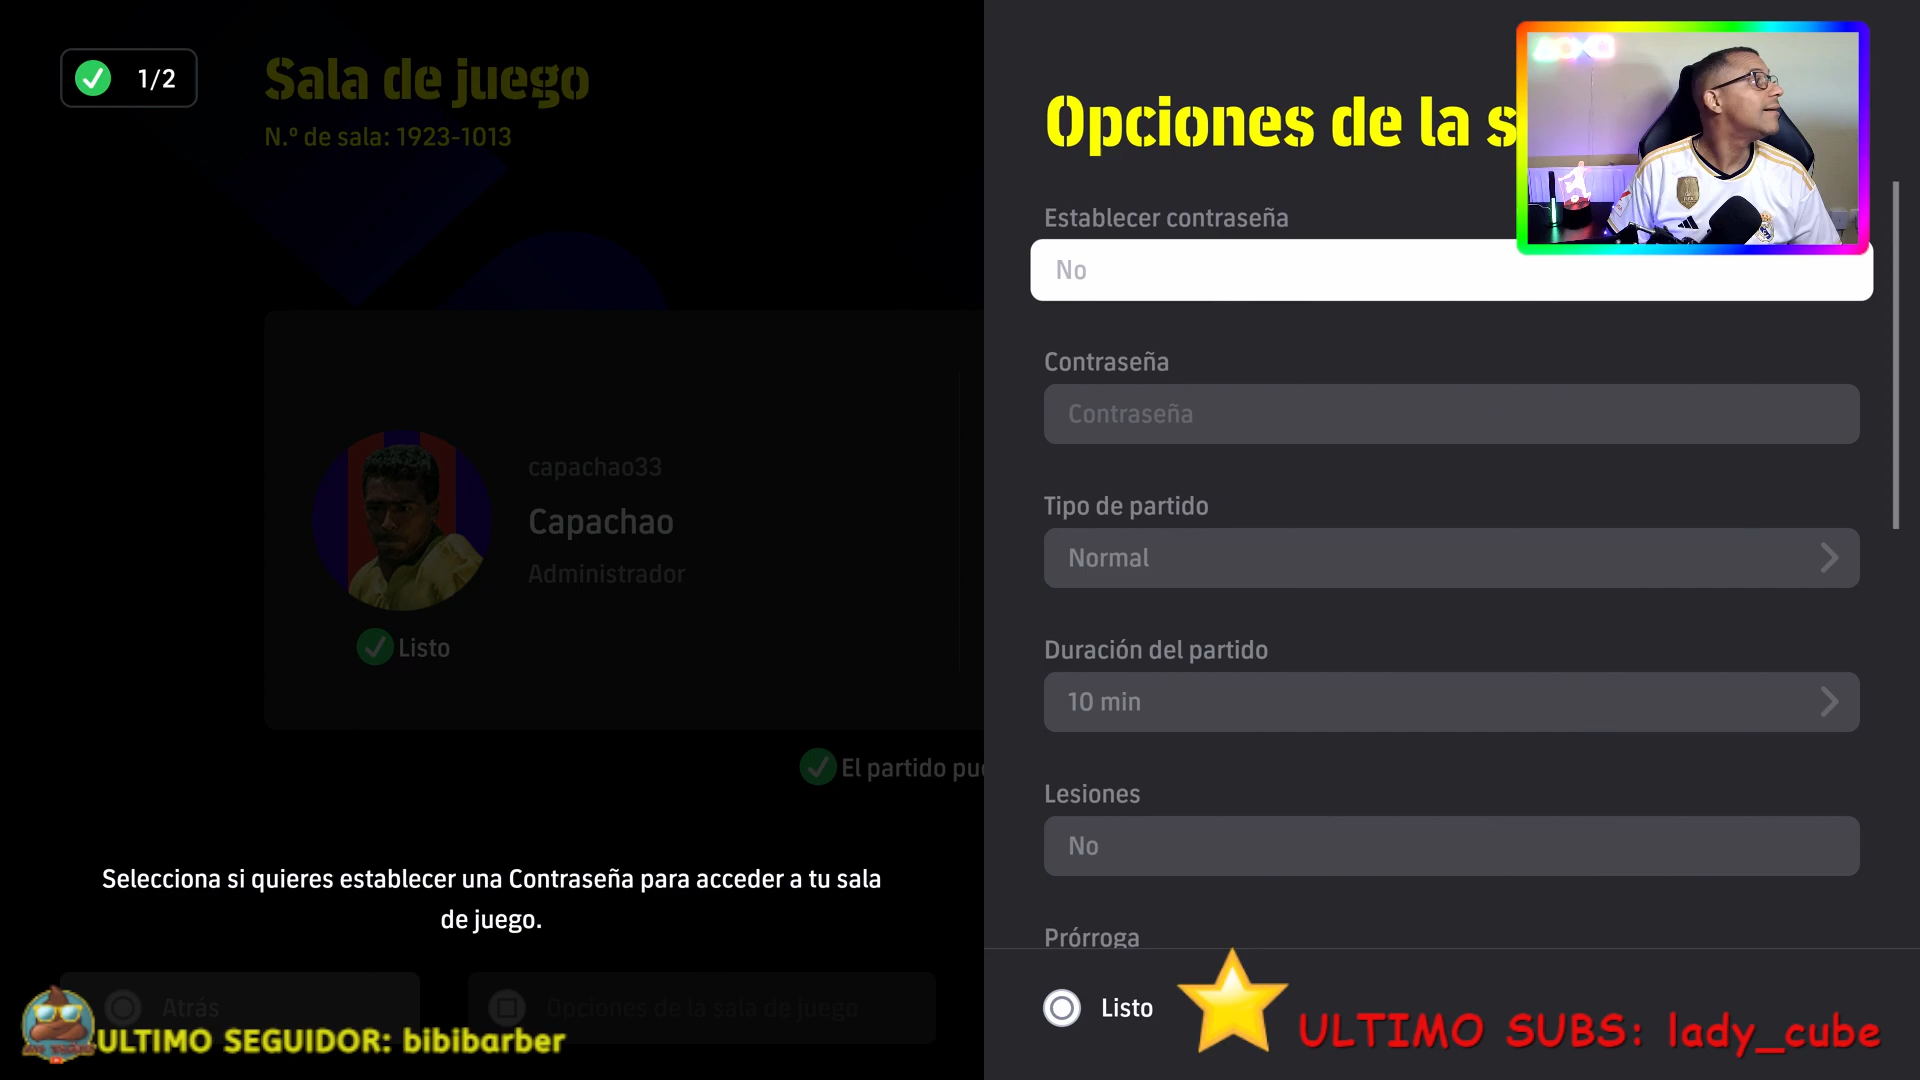 1/2
Sala de juego
N.º de sala: 1923-1013
capachao33
Capachao
Administrador
Listo
El partido pue
Selecciona si quieres establecer una Contraseña para acceder a tu sala
de juego.
Atrás
Opciones de la sala de juego
ULTIMO SEGUIDOR: bibibarber
Opciones de la s
Establecer contraseña
No
Contraseña
Contraseña
Tipo de partido
Normal
Duración del partido
10 min
Lesiones
No
Prórroga
Listo
ULTIMO SUBS: lady_cube